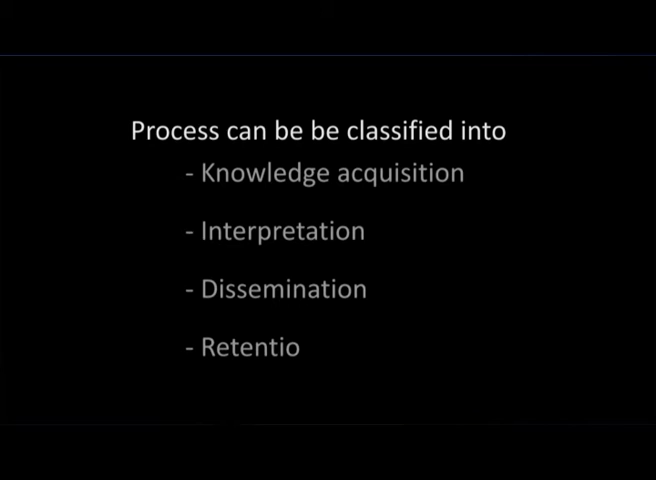 Process can be be classified into
- Knowledge acquisition
- Interpretation
- Dissemination
- Retentio